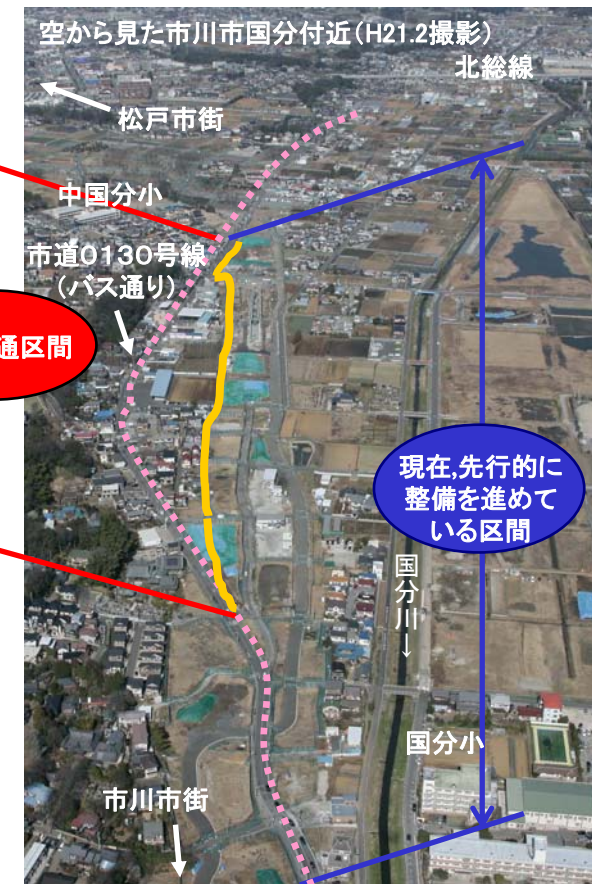 空から見た市川市国分付近(H21.2撮影)
北総線
松戸市街
中国分小
市道0130号線
(バス通り)
通区間
現在,先行的に
整備を進めて
いる区間
国分川→
国分小
市川市街